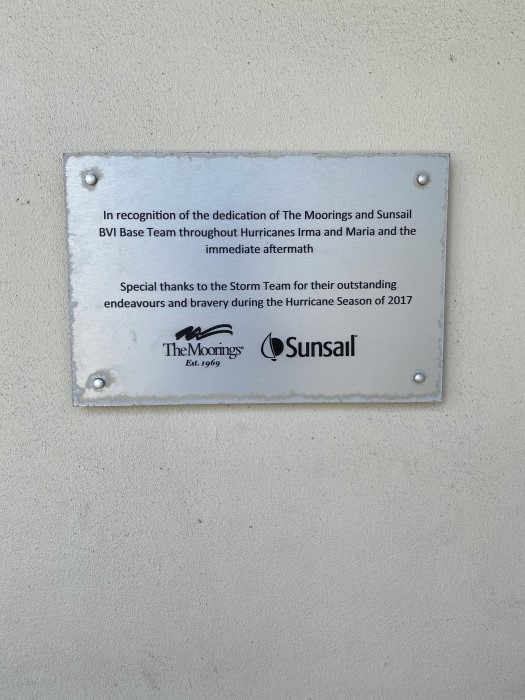 In recognition of the dedication of The Moorings and Sunsail
BVI Base Team throughout Hurricanes Irma and Maria and the
immediate aftermath
Special thanks to the Storm Team for their outstanding
endeavours and bravery during the Hurricane Season of 2017
The Moorings
Est. 1969
Sunsail